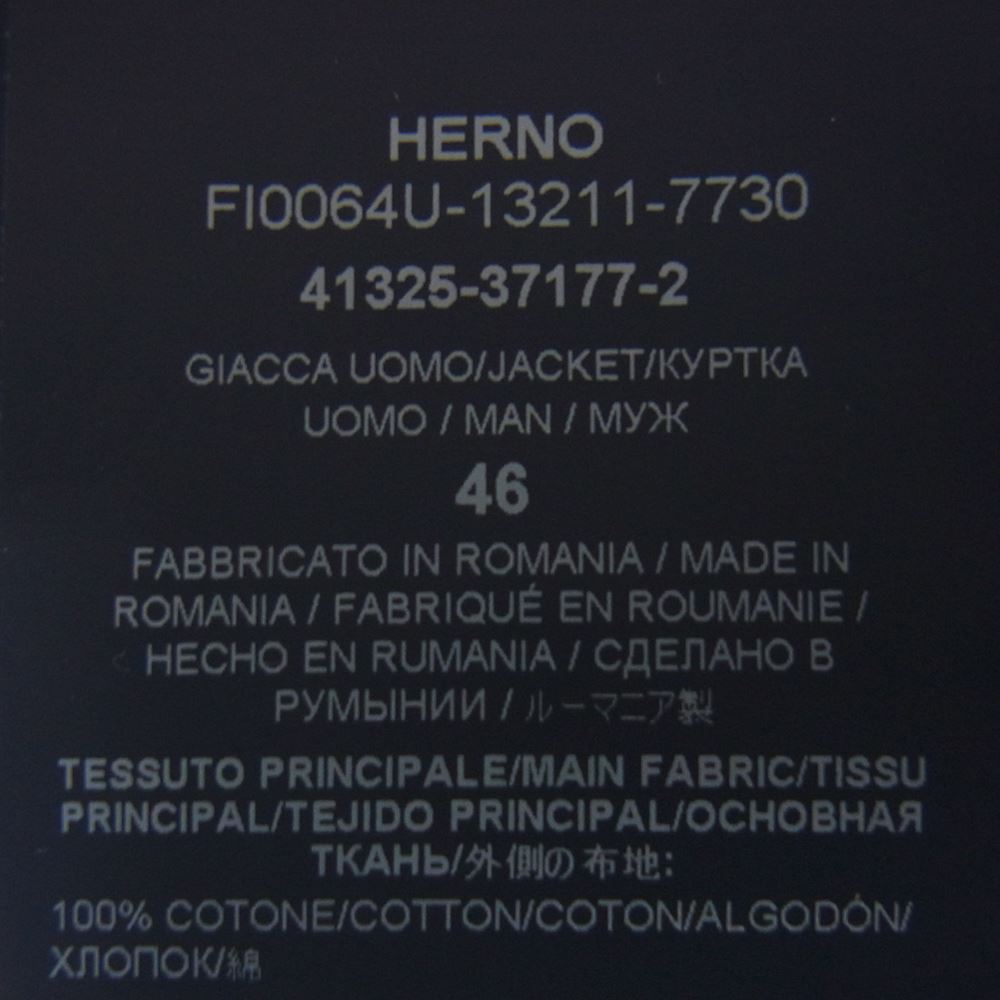 HERNO
FI0064U-13211-7730
41325-37177-2
GIACCA UOMO/JACKET/КУРТКА
UOMO / MAN / МУЖ
46
FABBRICATO IN ROMANIA / MADE IN
ROMANIA / FABRIQUÉ EN ROUMANIE /
HECHO EN RUMANIA / СДЕЛАНО В
РУМЫНИИ / ルーマニア製
TESSUTO PRINCIPALE/MAIN FABRIC/TISSU
PRINCIPAL/TEJIDO PRINCIPAL/ОСНОВНАЯ
ТКАНЬ/外側の布地:
100% COTONE/COTTON/COTON/ALGODÓN/
ХЛОПОК/綿